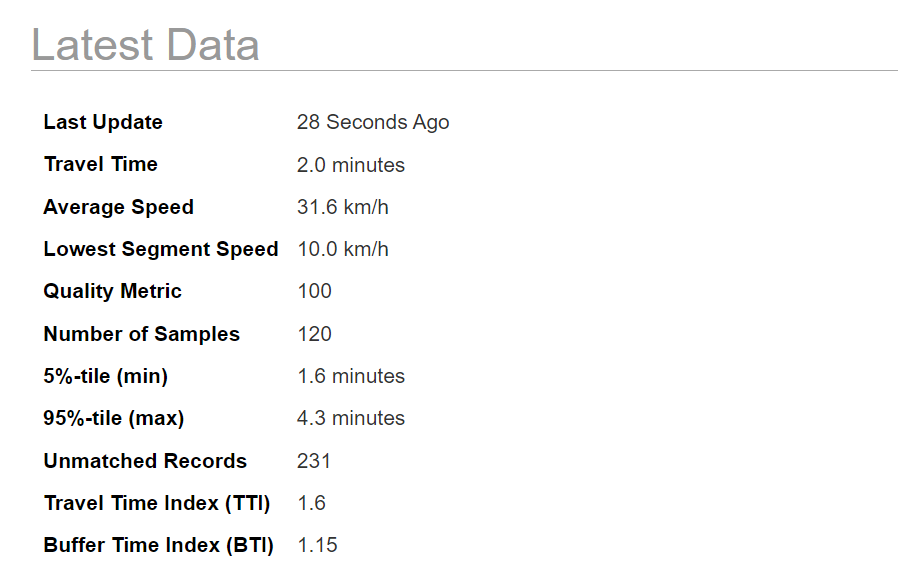 Latest Data
Last Update 28 Seconds Ago
Travel Time 2.0 minutes
Average Speed 31.6 km/h
Lowest Segment Speed 10.0 km/h
Quality Metric 100
Number of Samples 120
5%-tile (min) 1.6 minutes
95%-tile (max) 4.3 minutes
Unmatched Records 231
Travel Time Index (TTI) 1.6
Buffer Time Index (BTI) 1.15